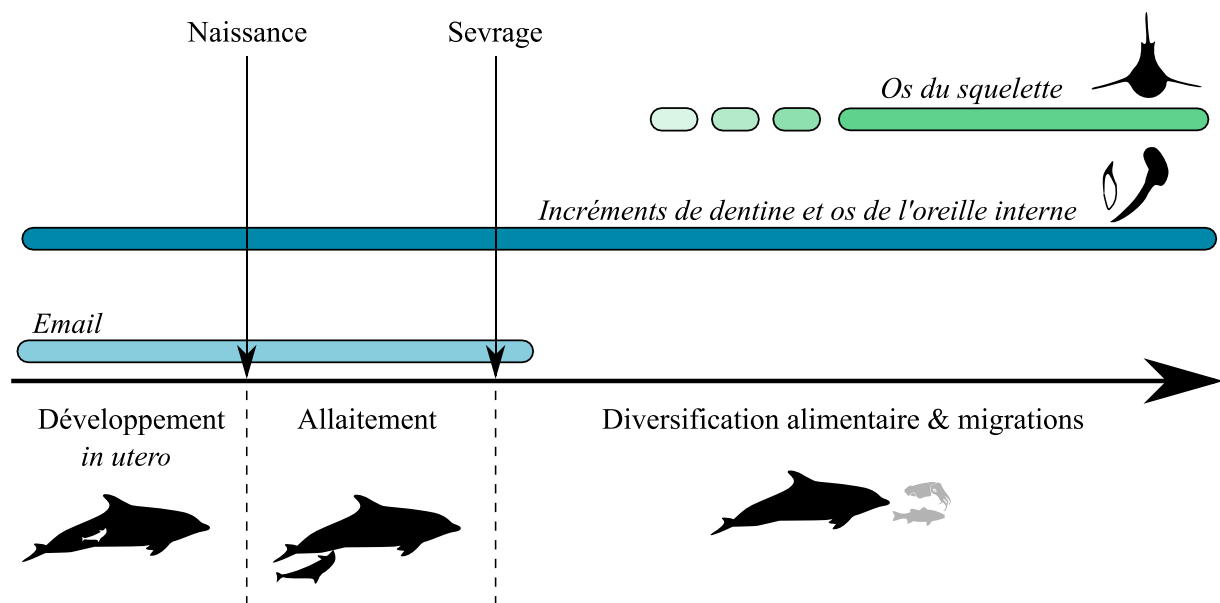 Naissance
Sevrage
Os du squelette
Incréments de dentine et os de l'oreille interne
Email
Développement
in utero
Allaitement
Diversification alimentaire & migrations